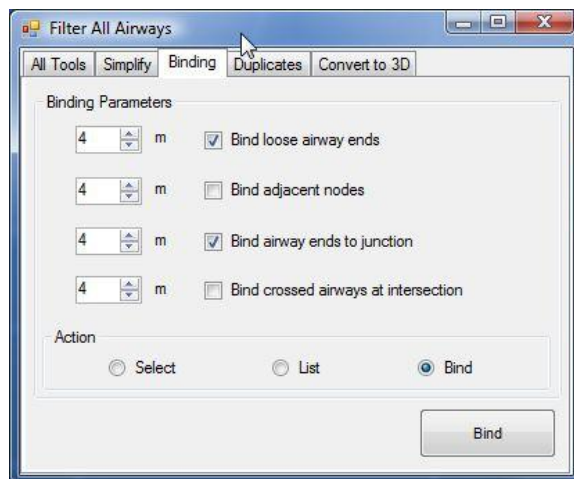 Filter All Airways
All Tools Simplify Binding Duplicates Convert to 3D
Binding Parameters
4 m Bind loose airway ends
4 m Bind adjacent nodes
4 m Bind airway ends to junction
4 m Bind crossed airways at intersection
Action
Select List Bind
Bind